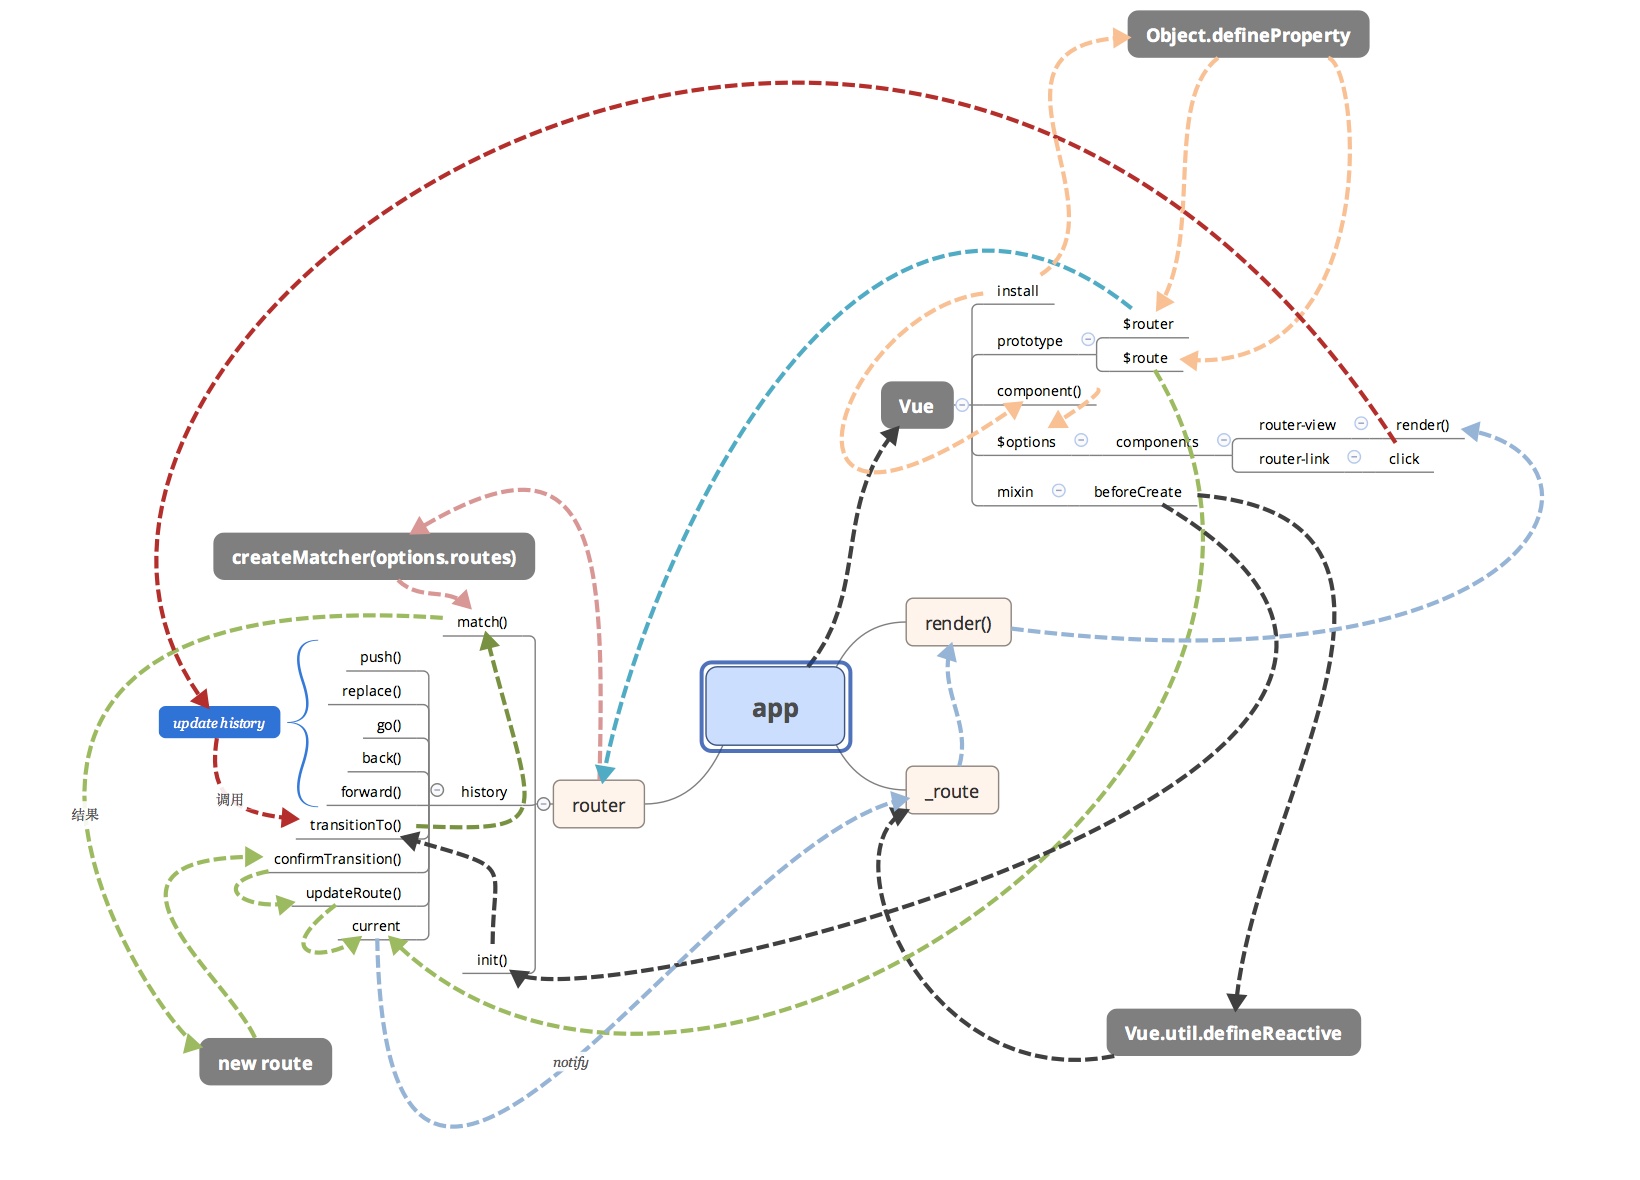 Object.defineProperty
install
$router
prototype
$route
component()
Vue
$options
components
router-view
render()
router-link
click
mixin
beforeCreate
createMatcher(options.routes)
match()
push()
replace()
go()
update history
back()
forward()
history
调用
transitionTo()
结果
confirmTransition()
updateRoute()
current
init()
router
app
render()
_route
new route
notify
Vue.util.defineReactive